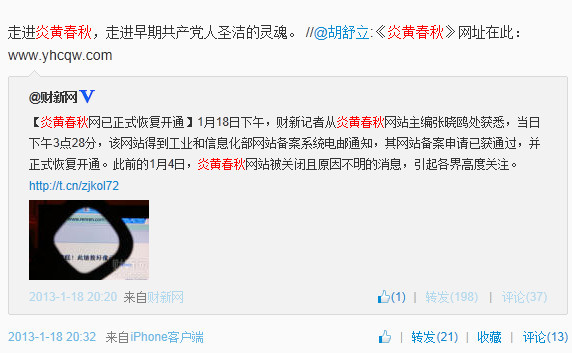 走进炎黄春秋，走进早期共产党人圣洁的灵魂。 //@胡舒立:《炎黄春秋》网址在此：
www.yhcqw.com
@财新网 V
【炎黄春秋网已正式恢复开通】1月18日下午，财新记者从炎黄春秋网站主编张晓鸥处获悉，当日
下午3点28分，该网站得到工业和信息化部网站备案系统电邮通知，其网站备案申请已获通过，并
正式恢复开通。此前的1月4日，炎黄春秋网站被关闭且原因不明的消息，引起各界高度关注。
http://t.cn/zjkol72
2013-1-18 20:20 来自财新网 (1) | 转发(198) | 评论(37)
2013-1-18 20:32 来自iPhone客户端 | 转发(21) | 收藏 | 评论(13)